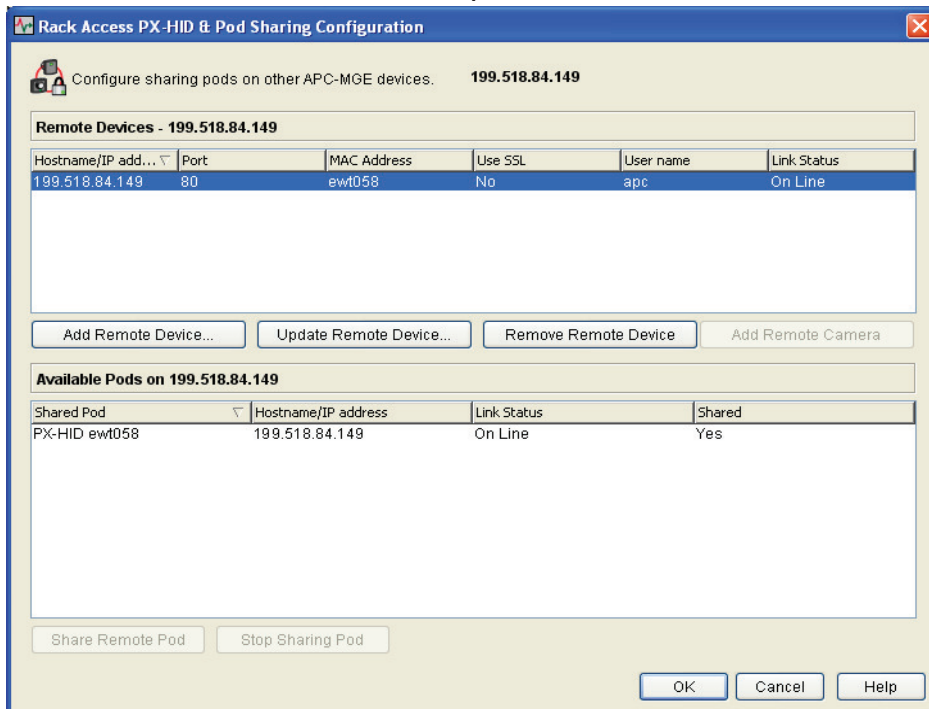 Rack Access PX-HID & Pod Sharing Configuration
Configure sharing pods on other APC-MGE devices. 199.518.84.149
Remote Devices - 199.518.84.149
Hostname/IP add... Port MAC Address Use SSL User name Link Status
199.518.84.149 80 ewt058 No apc On Line
Add Remote Device... Update Remote Device... Remove Remote Device Add Remote Camera
Available Pods on 199.518.84.149
Shared Pod Hostname/IP address Link Status Shared
PX-HID ewt058 199.518.84.149 On Line Yes
Share Remote Pod Stop Sharing Pod
OK Cancel Help